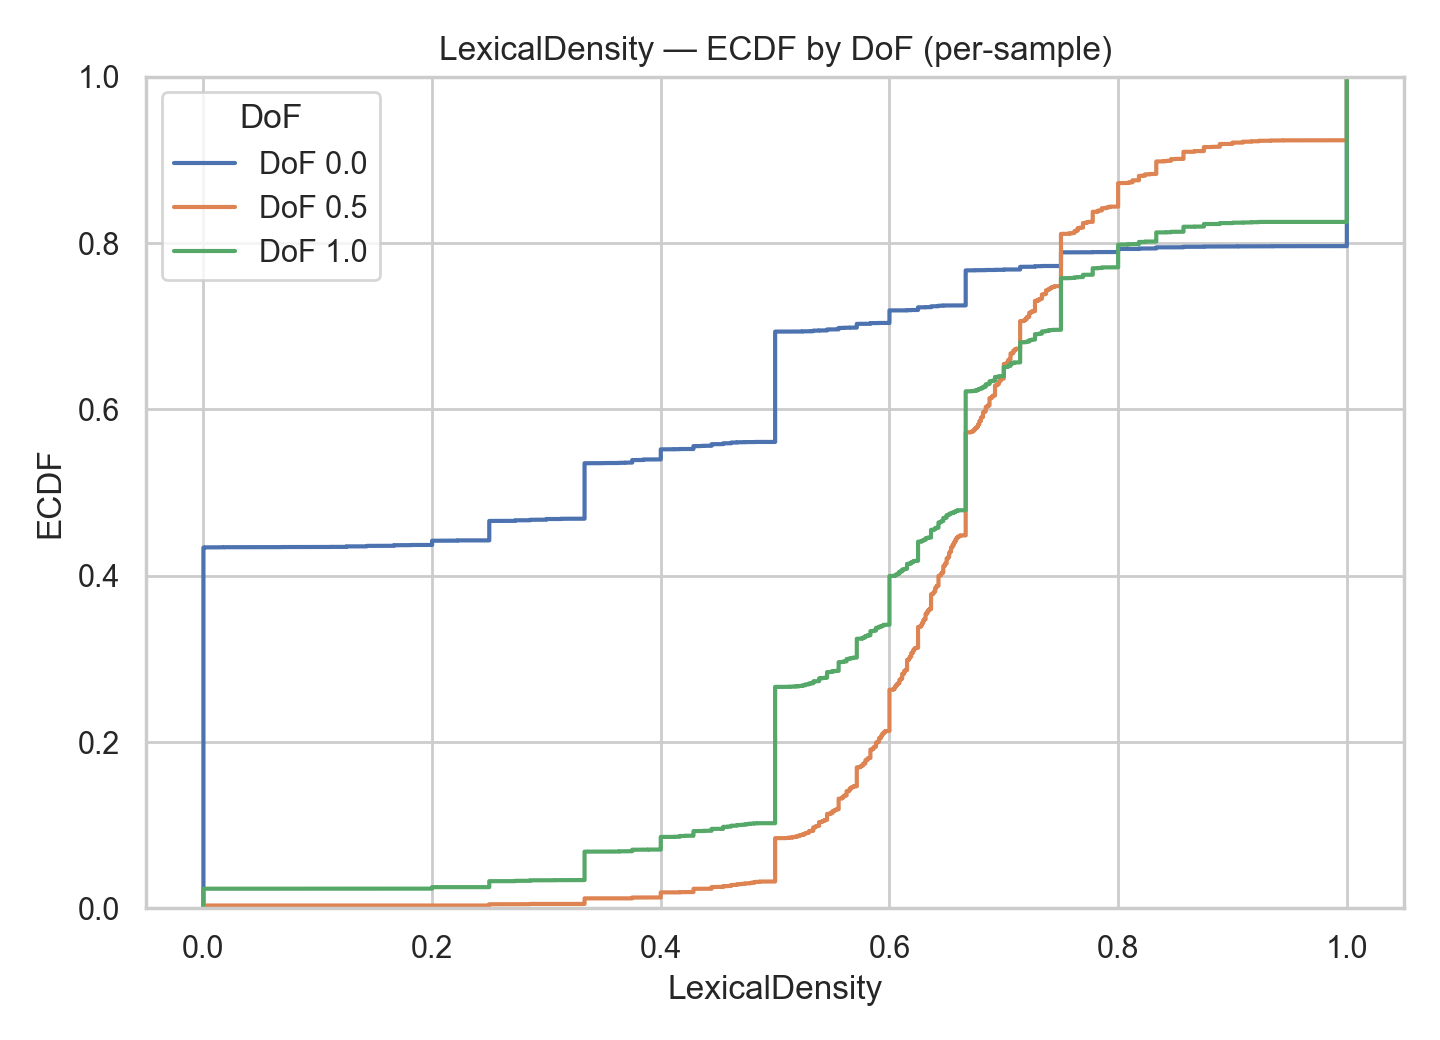 LexicalDensity — ECDF by DoF (per-sample)
DoF
DoF 0.0
DoF 0.5
DoF 1.0
ECDF
1.0
0.8
0.6
0.4
0.2
0.0
0.0 0.2 0.4 0.6 0.8 1.0
LexicalDensity